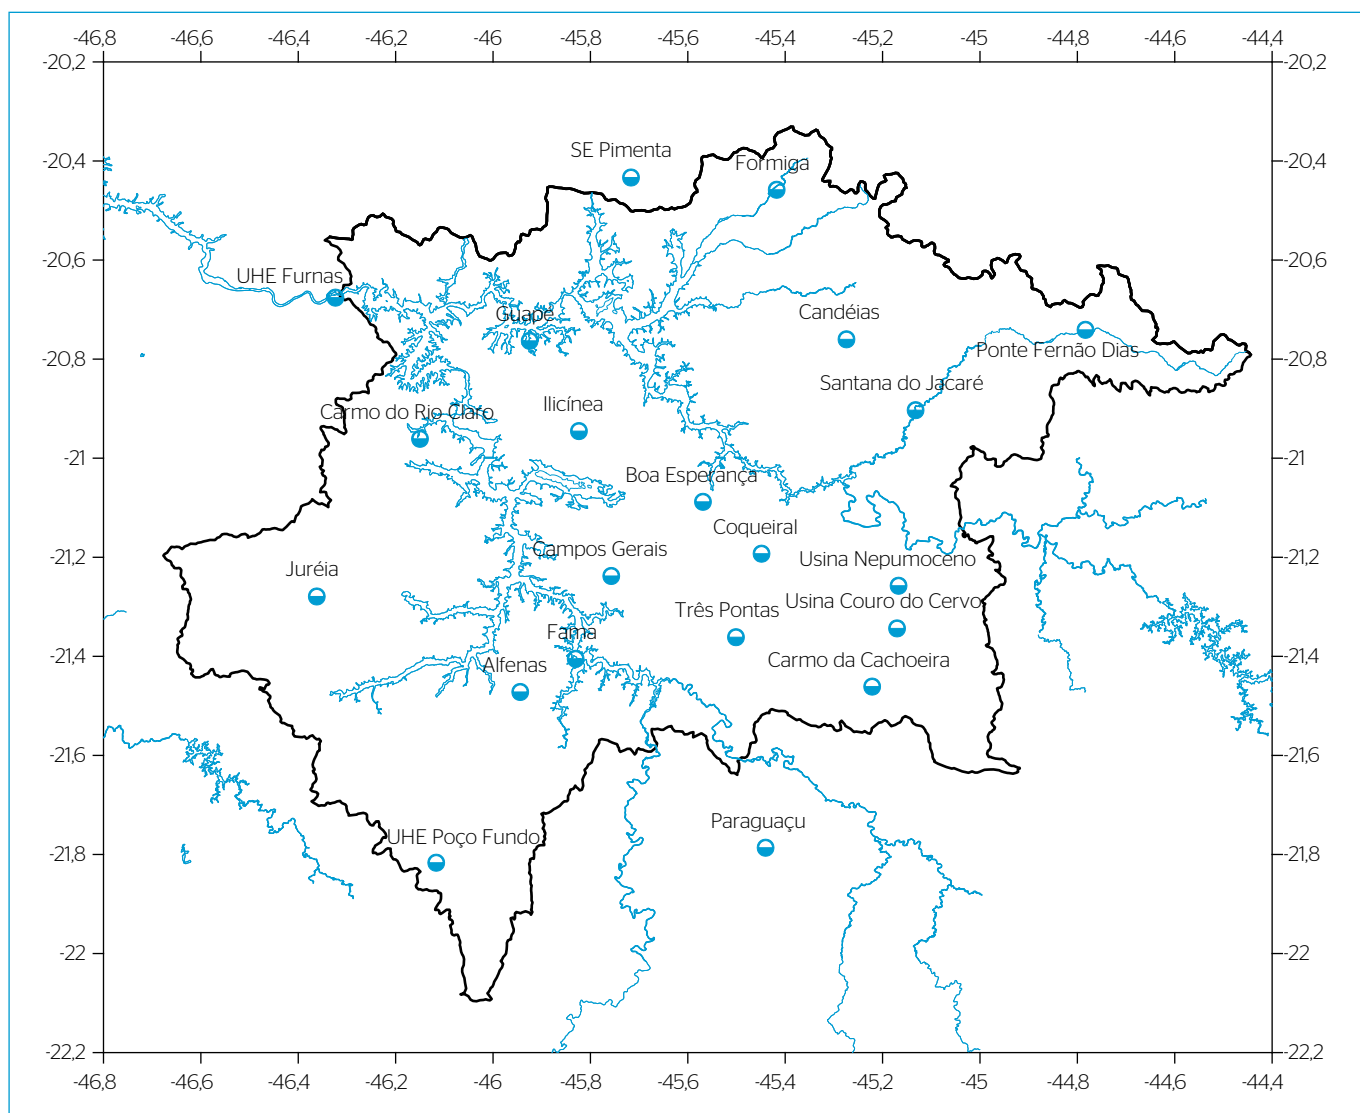 -46,8 -46,6 -46,4 -46,2 -46 -45,8 -45,6 -45,4 -45,2 -45 -44,8 -44,6 -44,4
-20,2 -20,2
SE Pimenta
Formiga
-20,4 -20,4
-20,6 -20,6
UHE Furnas
Guapé
Candéias
Ponte Fernão Dias
-20,8 -20,8
Santana do Jacaré
Carmo do Rio Claro
Ilicínea
-21 -21
Boa Esperança
Coqueiral
Campos Gerais
-21,2 -21,2
Usina Nepumoceno
Juréia
Usina Couro do Cervo
Três Pontas
Fama
-21,4 -21,4
Alfenas
Carmo da Cachoeira
-21,6 -21,6
Paraguaçu
UHE Poço Fundo
-21,8 -21,8
-22 -22
-22,2 -22,2
-46,8 -46,6 -46,4 -46,2 -46 -45,8 -45,6 -45,4 -45,2 -45 -44,8 -44,6 -44,4